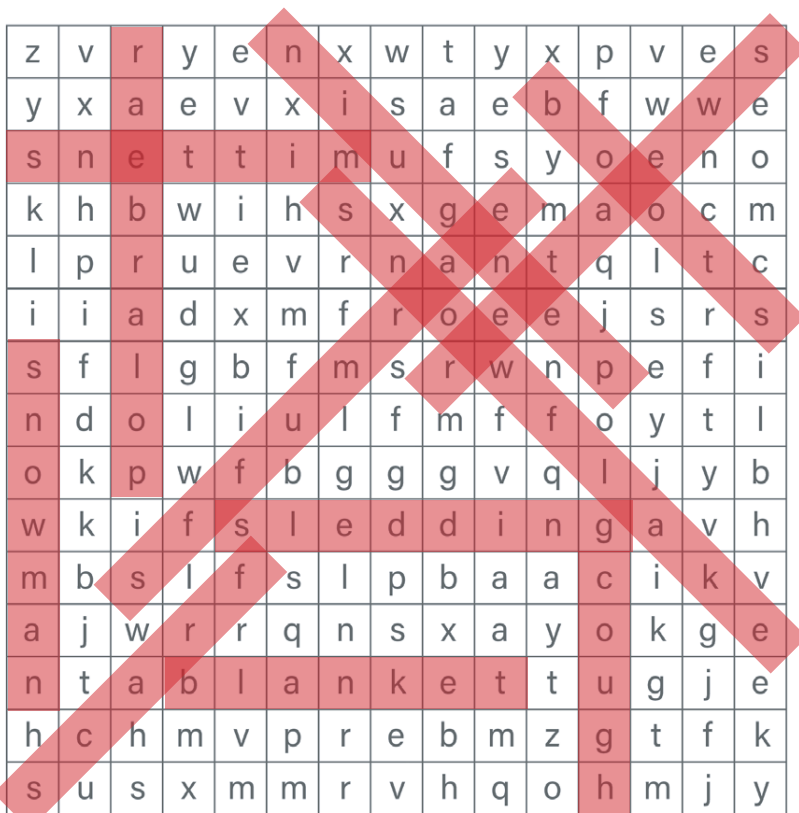 z v r y e n x w t y x p v e s
y x a e v x i s a e b f w w e
s n e t t i m u f s y o e n o
k h b w i h s x g e m a o c m
l p r u e v r n a n t q l t c
i i a d x m f r o e e j s r s
s f l g b f m s r w n p e f i
n d o l i u l f m f f o y t l
o k p w f b g g g v q l j y b
w k i f s l e d d i n g a v h
m b s l f s l p b a a c i k v
a j w r r q n s x a y o k g e
n t a b l a n k e t t u g j e
h c h m v p r e b m z g t f k
s u s x m m r v h q o h m j y